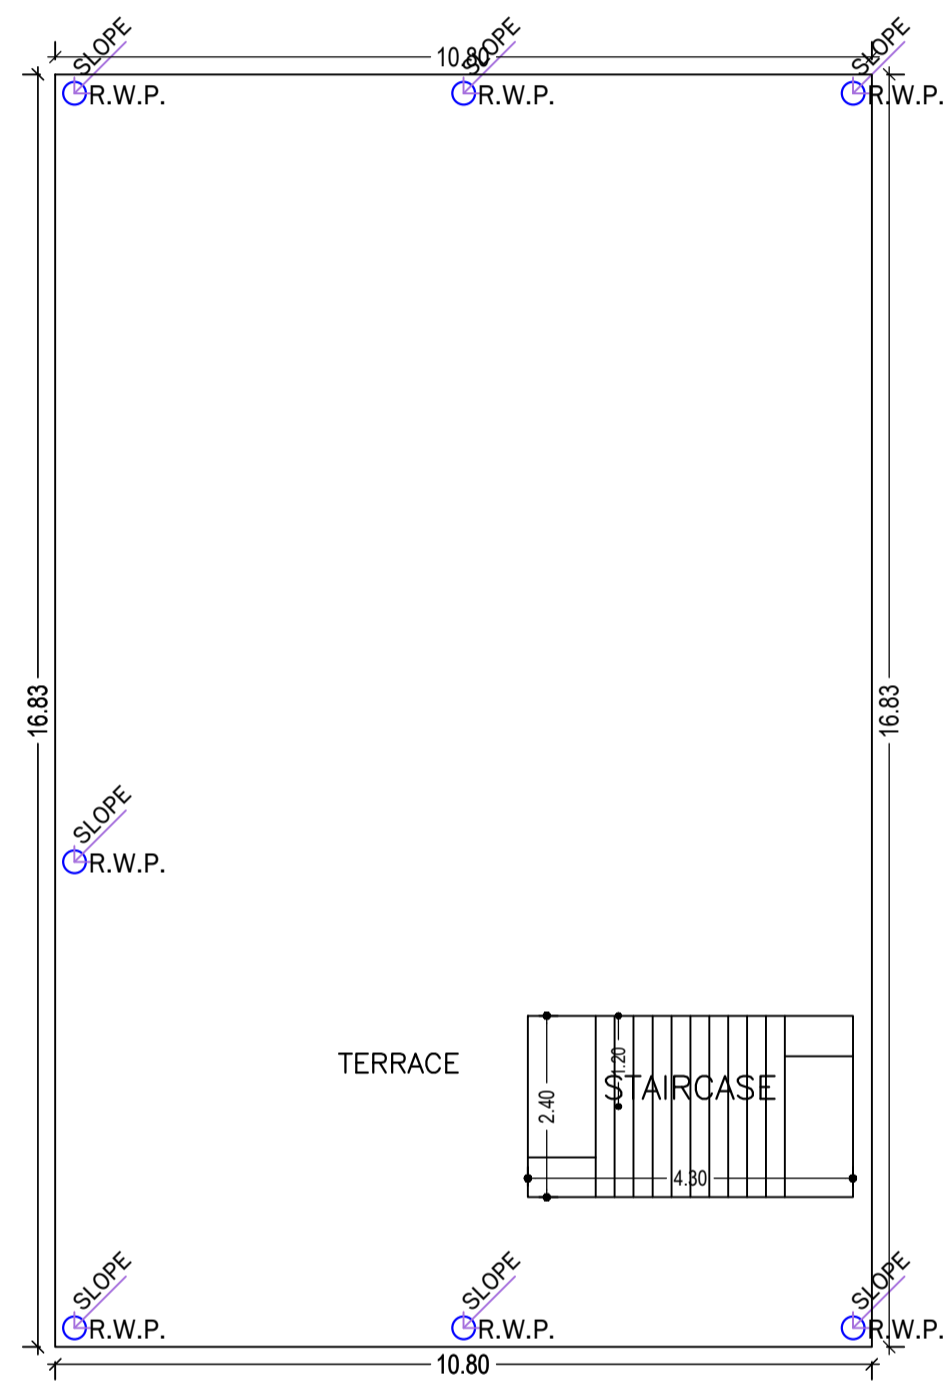 SLOPE
SLOPE
SLOPE
10.80
R.W.P.
R.W.P.
R.W.P.
16.83
16.83
SLOPE
R.W.P.
TERRACE
1.20
STAIRCASE
2.40
4.30
SLOPE
SLOPE
SLOPE
R.W.P.
R.W.P.
R.W.P.
10.80